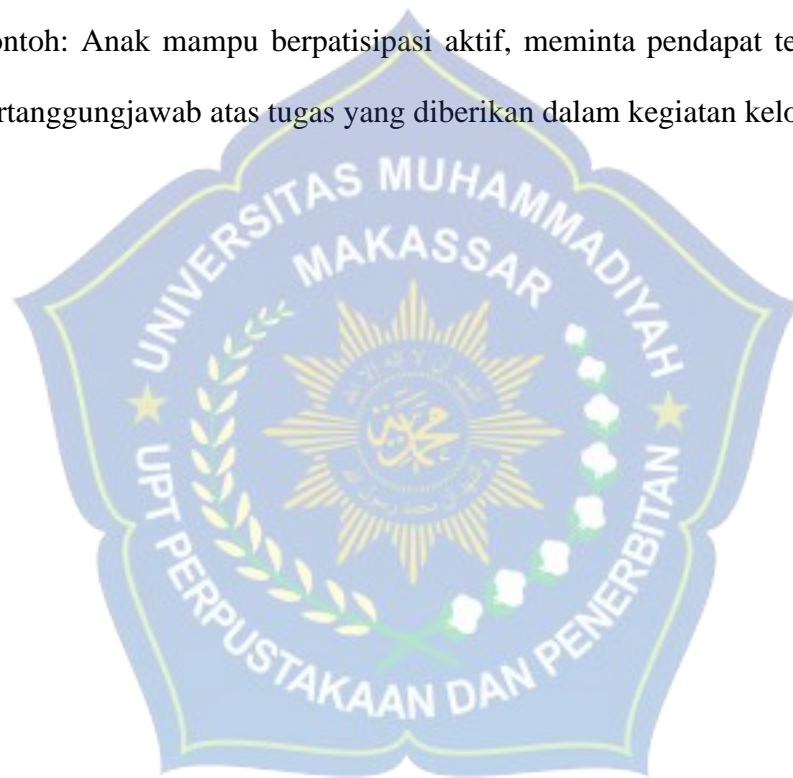 ontoh: Anak mampu berpatisipasi aktif, meminta pendapat te
rtanggungjawab atas tugas yang diberikan dalam kegiatan kelo
UNIVERSITAS MUHAMMADIYAH
MAKASSAR
محمدية
UPT PERPUSTAKAAN DAN PENERBITAN